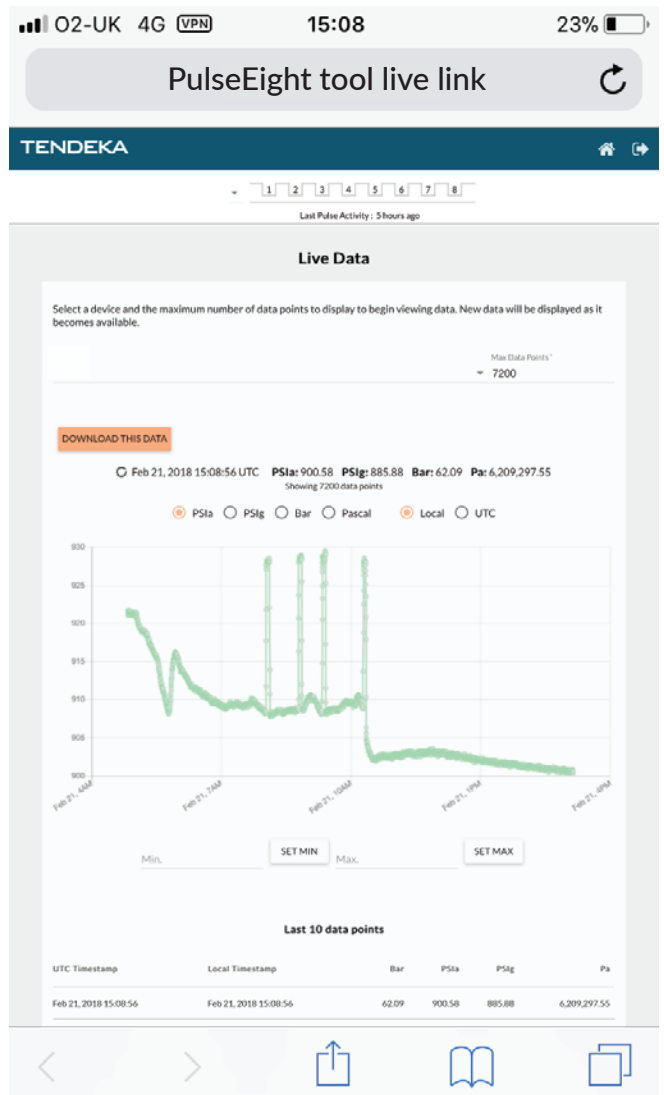 O2-UK 4G VPN 15:08 23%
PulseEight tool live link
TENDEKA
1 2 3 4 5 6 7 8
Last Pulse Activity : 5 hours ago
Live Data
Select a device and the maximum number of data points to display to begin viewing data. New data will be displayed as it
becomes available.
Max Data Points *
7200
DOWNLOAD THIS DATA
Feb 21, 2018 15:08:56 UTC PSIa: 900.58 PSIg: 885.88 Bar: 62.09 Pa: 6,209,297.55
Showing 7200 data points
PSIa PSIg Bar Pascal Local UTC
930
925
920
915
910
905
900
Feb 21, 4AM Feb 21, 7AM Feb 21, 10AM Feb 21, 1PM Feb 21, 4PM
Min. SET MIN Max. SET MAX
Last 10 data points
UTC Timestamp Local Timestamp Bar PSIa PSIg Pa
Feb 21, 2018 15:08:56 Feb 21, 2018 15:08:56 62.09 900.58 885.88 6,209,297.55